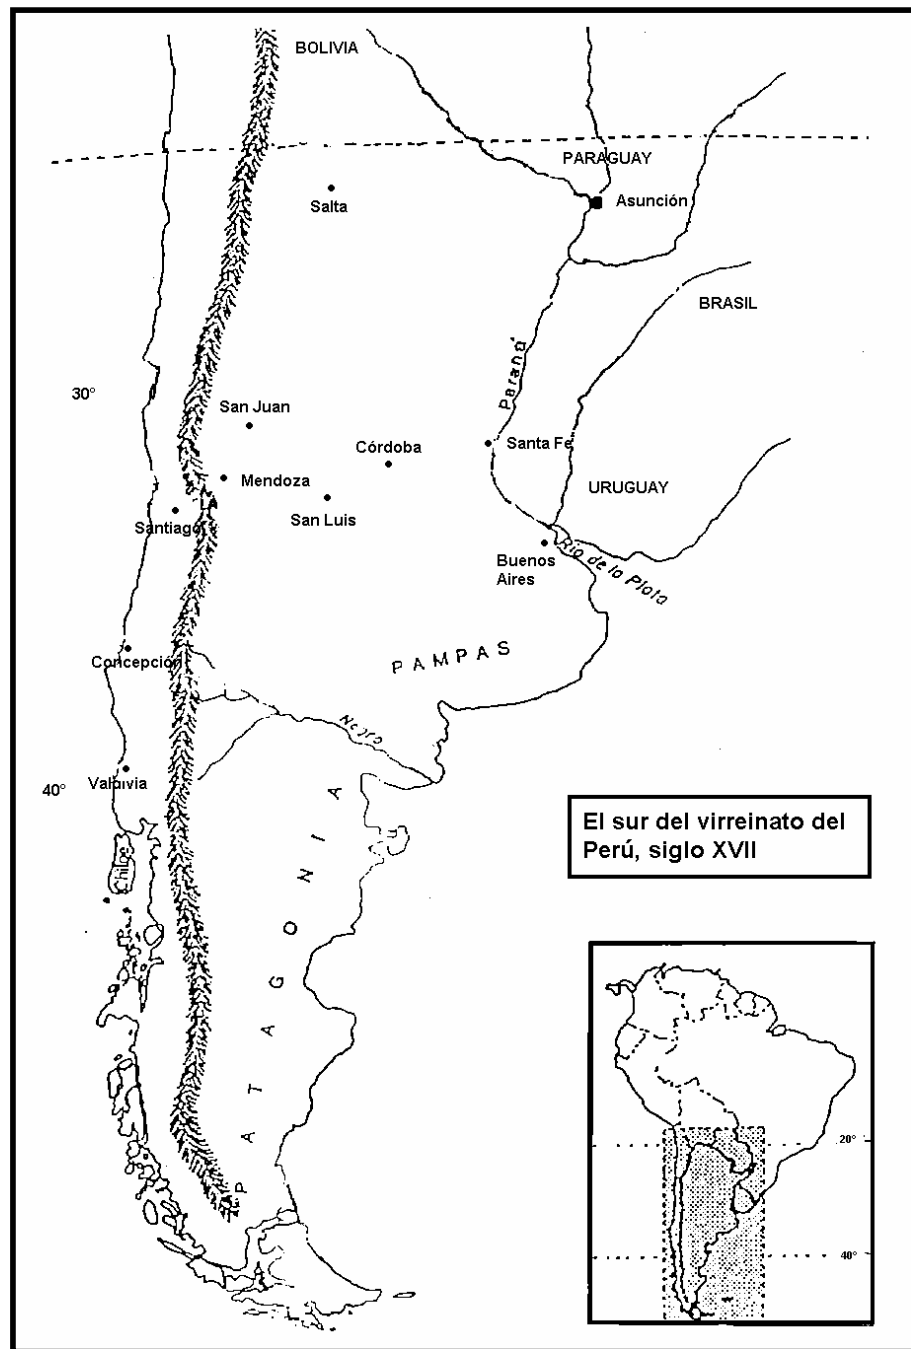 BOLIVIA
PARAGUAY
Asunción
Salta
BRASIL
Paraná
30°
San Juan
Santa Fe
Córdoba
Mendoza
URUGUAY
San Luis
Santiago
Río de la Plata
Buenos
Aires
PAMPAS
Concepción
Negro
Valdivia
40°
PATAGONIA
El sur del virreinato del
Perú, siglo XVII
Chiloe
20°
40°